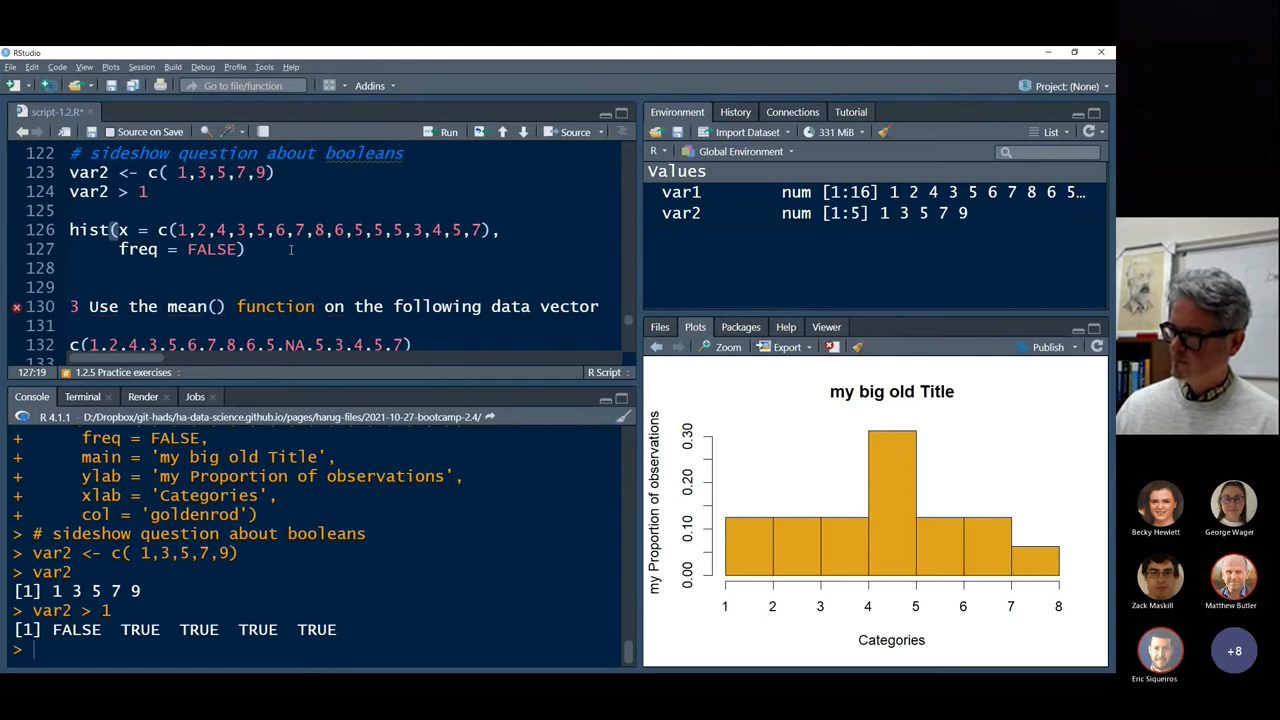 RStudio
File Edit Code View Plots Session Build Debug Profile Tools Help
Go to file/function Addins Project: (None)
script-1.2.R*
Source on Save Run Source
122 # sideshow question about booleans
123 var2 <- c( 1,3,5,7,9)
124 var2 > 1
125
126 hist(x = c(1,2,4,3,5,6,7,8,6,5,5,5,3,4,5,7),
127 freq = FALSE)
128
129
130 3 Use the mean() function on the following data vector
131
132 c(1,2,4,3,5,6,7,8,6,5,NA,5,3,4,5,7)
133
127:19 # 1.2.5 Practice exercises R Script
Console Terminal Render Jobs
R 4.1.1 · D:/Dropbox/git-hads/ha-data-science.github.io/pages/harug-files/2021-10-27-bootcamp-2.4/
+ freq = FALSE,
+ main = 'my big old Title',
+ ylab = 'my Proportion of observations',
+ xlab = 'Categories',
+ col = 'goldenrod')
> # sideshow question about booleans
> var2 <- c( 1,3,5,7,9)
> var2
[1] 1 3 5 7 9
> var2 > 1
[1] FALSE TRUE TRUE TRUE TRUE
>
Environment History Connections Tutorial
Import Dataset 331 MiB List
R Global Environment
Values
var1 num [1:16] 1 2 4 3 5 6 7 8 6 5…
var2 num [1:5] 1 3 5 7 9
Files Plots Packages Help Viewer
Zoom Export Publish
my big old Title
my Proportion of observations
0.30
0.20
0.10
0.00
1 2 3 4 5 6 7 8
Categories
Becky Hewlett George Wager
Zack Maskill Matthew Butler
Eric Siqueiros +8